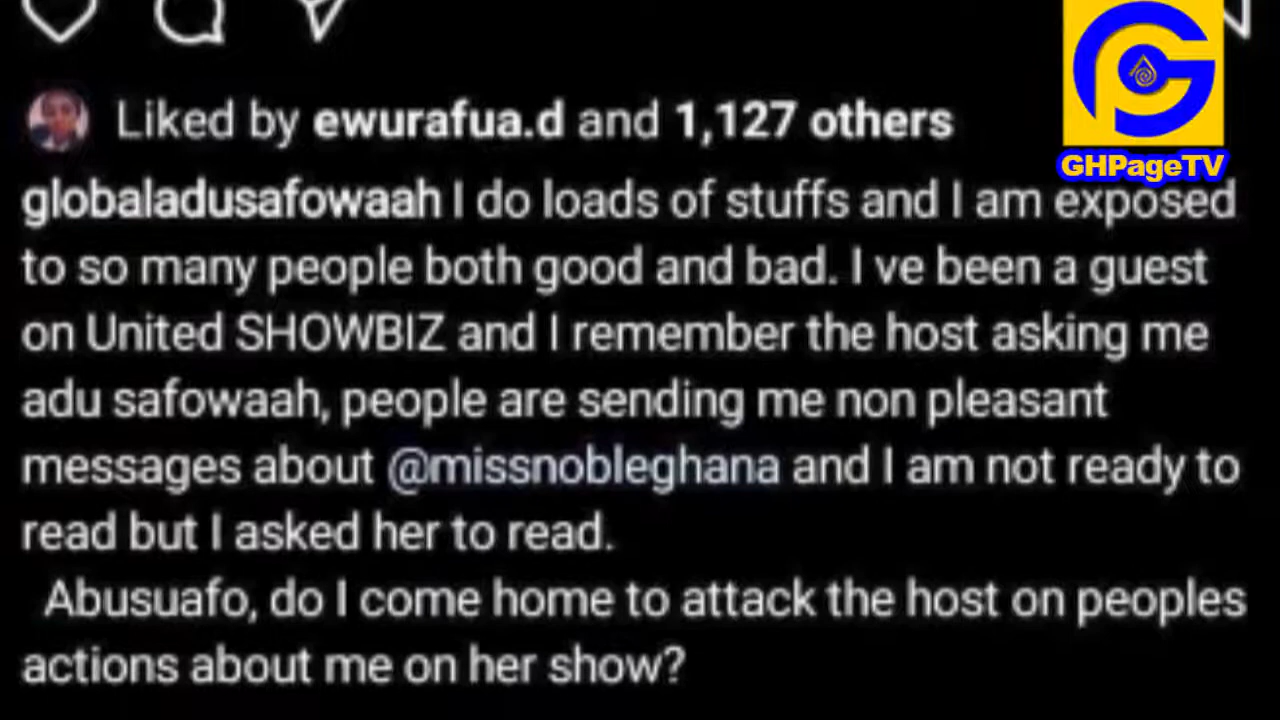 Liked by ewurafua.d and 1,127 others
GHPageTV
globaladusafowaah I do loads of stuffs and I am exposed
to so many people both good and bad. I ve been a guest
on United SHOWBIZ and I remember the host asking me
adu safowaah, people are sending me non pleasant
messages about @missnobleghana and I am not ready to
read but I asked her to read.
Abusuafo, do I come home to attack the host on peoples
actions about me on her show?